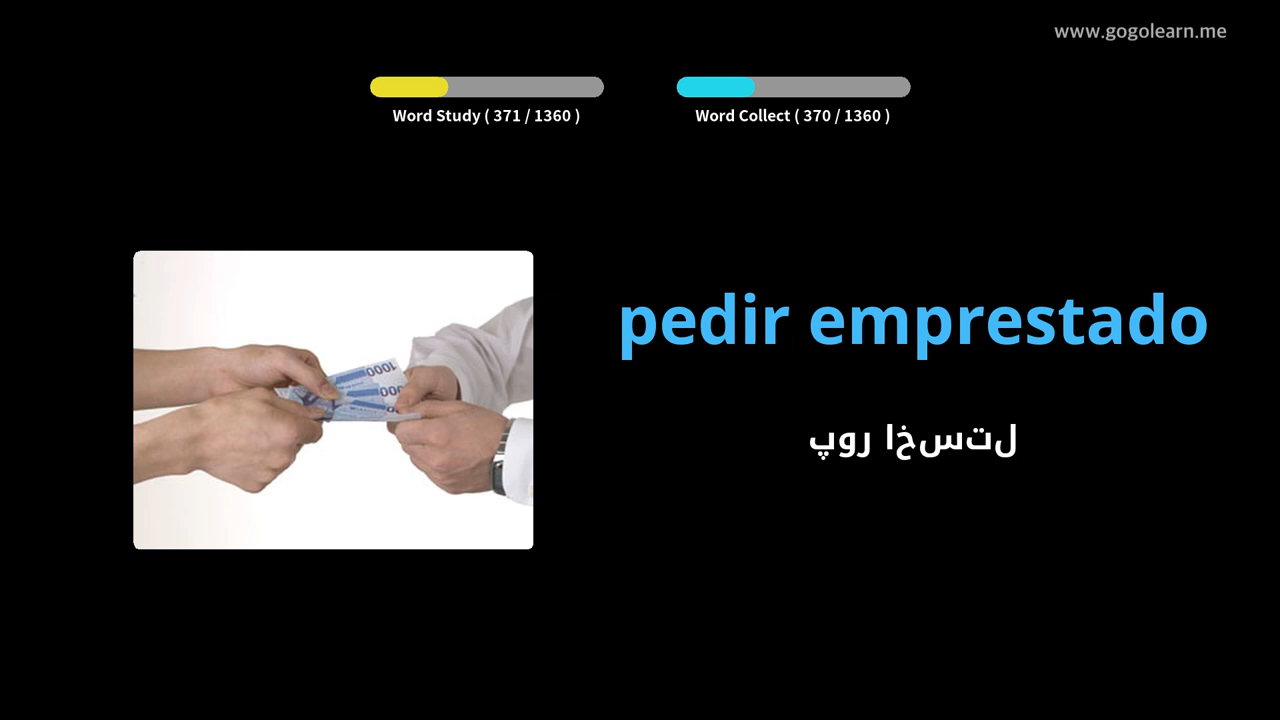 www.gogolearn.me
Word Study ( 371 / 1360 )
Word Collect ( 370 / 1360 )
pedir emprestado
پور اخستل